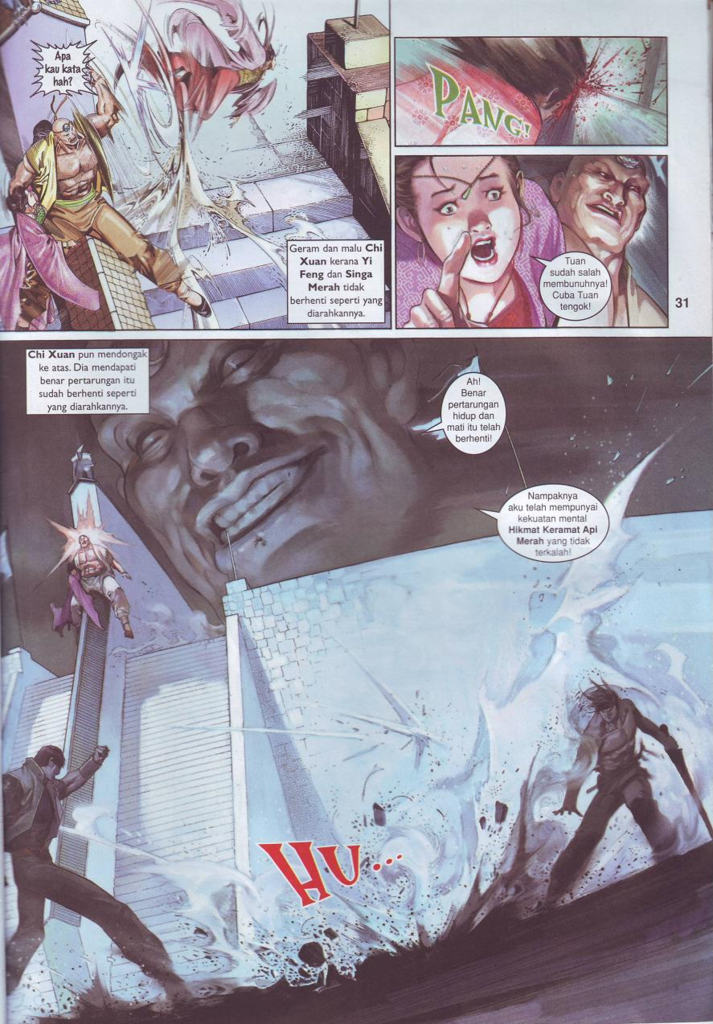 Apa
kau kata
hah?
Geram dan malu Chi
Xuan kerana Yi
Feng dan Singa
Merah tidak
berhenti seperti yang
diarahkannya.
PANG!
Tuan
sudah salah
membunuhnya!
Cuba Tuan
tengok!
31
Chi Xuan pun mendongak
ke atas. Dia mendapati
benar pertarungan itu
sudah berhenti seperti
yang diarahkannya.
Ah!
Benar
pertarungan
hidup dan
mati itu telah
berhenti!
Nampaknya
aku telah mempunyai
kekuatan mental
Hikmat Keramat Api
Merah yang tidak
terkalah!
HU...